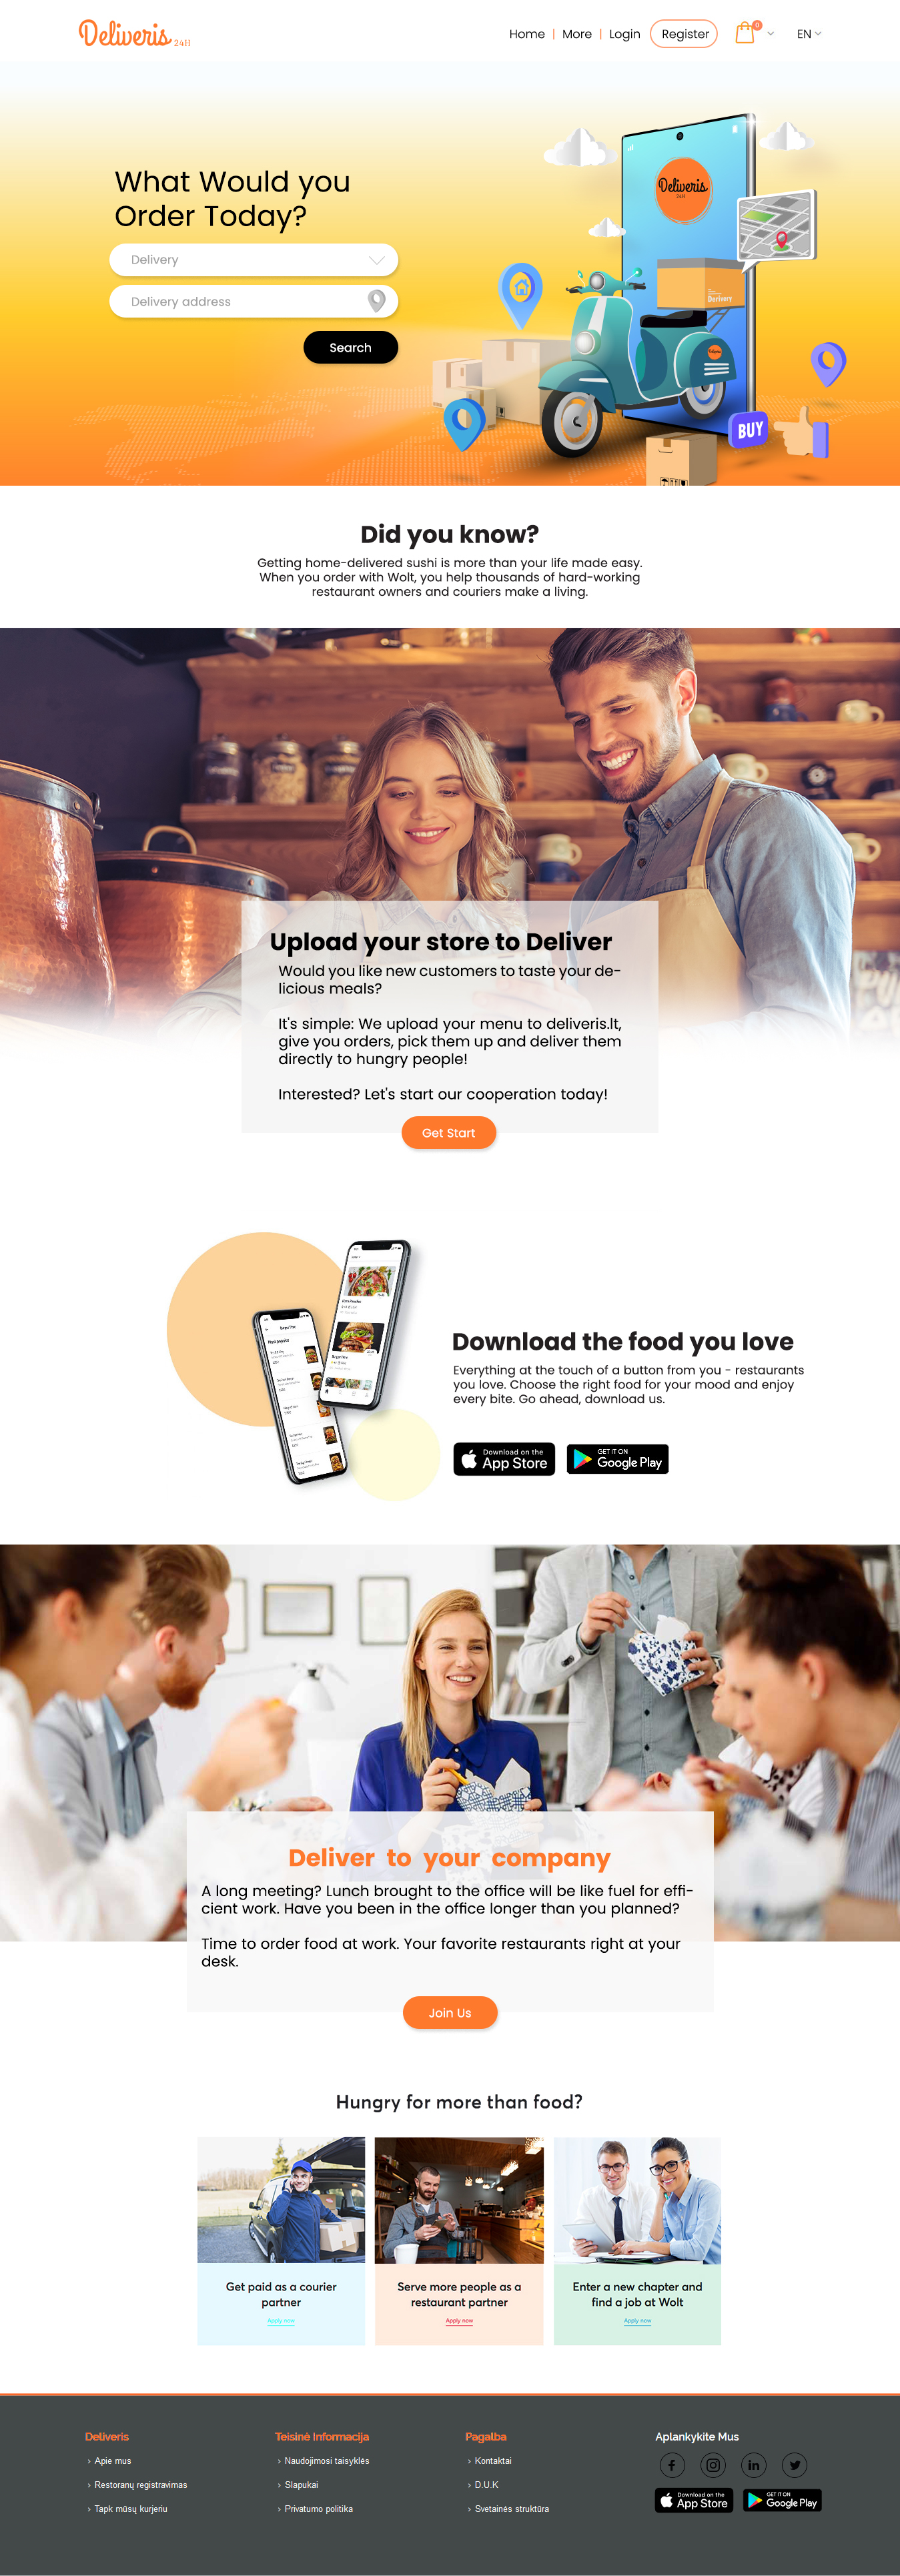 Deliveris 24H
Home | More | Login Register 0 EN
What Would you
Order Today?
Delivery
Delivery address
Search
Deliveris
24H
Derivery
BUY
Did you know?
Getting home-delivered sushi is more than your life made easy.
When you order with Wolt, you help thousands of hard-working
restaurant owners and couriers make a living.
Upload your store to Deliver
Would you like new customers to taste your de-
licious meals?
It's simple: We upload your menu to deliveris.lt,
give you orders, pick them up and deliver them
directly to hungry people!
Interested? Let's start our cooperation today!
Get Start
Download the food you love
Everything at the touch of a button from you - restaurants
you love. Choose the right food for your mood and enjoy
every bite. Go ahead, download us.
Download on the
App Store
GET IT ON
Google Play
Deliver to your company
A long meeting? Lunch brought to the office will be like fuel for effi-
cient work. Have you been in the office longer than you planned?
Time to order food at work. Your favorite restaurants right at your
desk.
Join Us
Hungry for more than food?
Get paid as a courier
partner
Apply now
Serve more people as a
restaurant partner
Apply now
Enter a new chapter and
find a job at Wolt
Apply now
Deliveris
› Apie mus
› Restoranų registravimas
› Tapk mūsų kurjeriu
Teisinė Informacija
› Naudojimosi taisyklės
› Slapukai
› Privatumo politika
Pagalba
› Kontaktai
› D.U.K
› Svetainės struktūra
Aplankykite Mus
Download on the
App Store
GET IT ON
Google Play